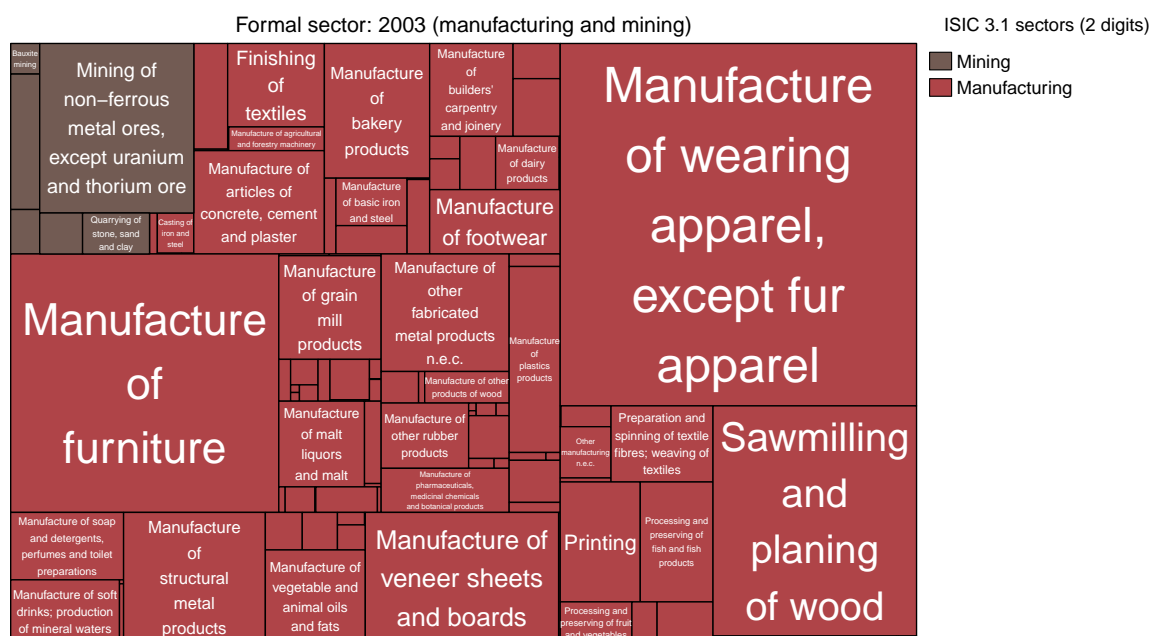 Formal sector: 2003 (manufacturing and mining)
ISIC 3.1 sectors (2 digits)
Mining
Manufacturing
Bauxite
mining
Mining of
non−ferrous
metal ores,
except uranium
and thorium ore
Quarrying of
stone, sand
and clay
Casting of
iron and
steel
Finishing
of
textiles
Manufacture of agricultural
and forestry machinery
Manufacture of
articles of
concrete, cement
and plaster
Manufacture
of
bakery
products
Manufacture
of basic iron
and steel
Manufacture
of
builders'
carpentry
and joinery
Manufacture
of dairy
products
Manufacture
of footwear
Manufacture
of wearing
apparel,
except fur
apparel
Manufacture
of
furniture
Manufacture
of grain
mill
products
Manufacture
of malt
liquors
and malt
Manufacture of
other
fabricated
metal products
n.e.c.
Manufacture of other
products of wood
Manufacture of
other rubber
products
Manufacture of
pharmaceuticals,
medicinal chemicals
and botanical products
Manufacture
of
plastics
products
Other
manufacturing
n.e.c.
Preparation and
spinning of textile
fibres; weaving of
textiles
Sawmilling
and
planing
of wood
Printing
Processing and
preserving of
fish and fish
products
Processing and
preserving of fruit
and vegetables
Manufacture of soap
and detergents,
perfumes and toilet
preparations
Manufacture of soft
drinks; production
of mineral waters
Manufacture
of
structural
metal
products
Manufacture of
vegetable and
animal oils
and fats
Manufacture of
veneer sheets
and boards